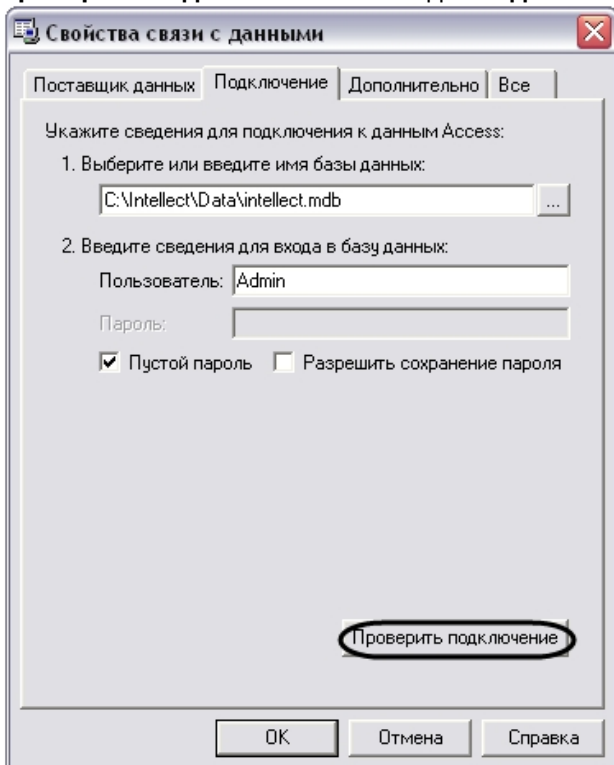 Свойства связи с данными
Поставщик данных Подключение Дополнительно Все
Укажите сведения для подключения к данным Access:
1. Выберите или введите имя базы данных:
C:\Intellect\Data\intellect.mdb ...
2. Введите сведения для входа в базу данных:
Пользователь: Admin
Пароль:
Пустой пароль Разрешить сохранение пароля
Проверить подключение
OK Отмена Справка